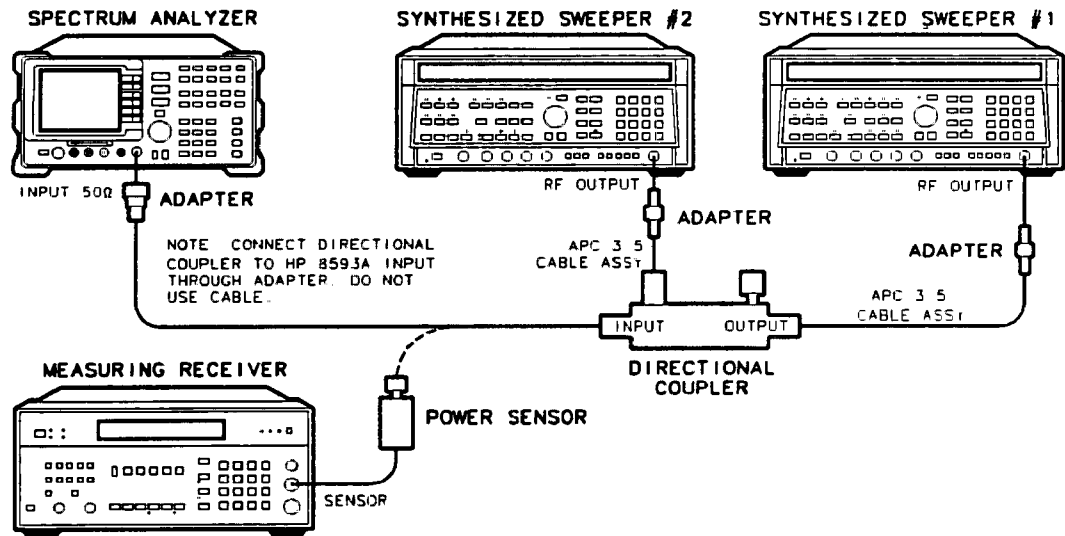 SPECTRUM ANALYZER
SYNTHESIZED SWEEPER #2
SYNTHESIZED SWEEPER #1
INPUT 50Ω
ADAPTER
RF OUTPUT
ADAPTER
RF OUTPUT
ADAPTER
NOTE CONNECT DIRECTIONAL
COUPLER TO HP 8593A INPUT
THROUGH ADAPTER. DO NOT
USE CABLE.
APC 3 5
CABLE ASSY
APC 3 5
CABLE ASSY
INPUT
OUTPUT
DIRECTIONAL
COUPLER
MEASURING RECEIVER
POWER SENSOR
SENSOR